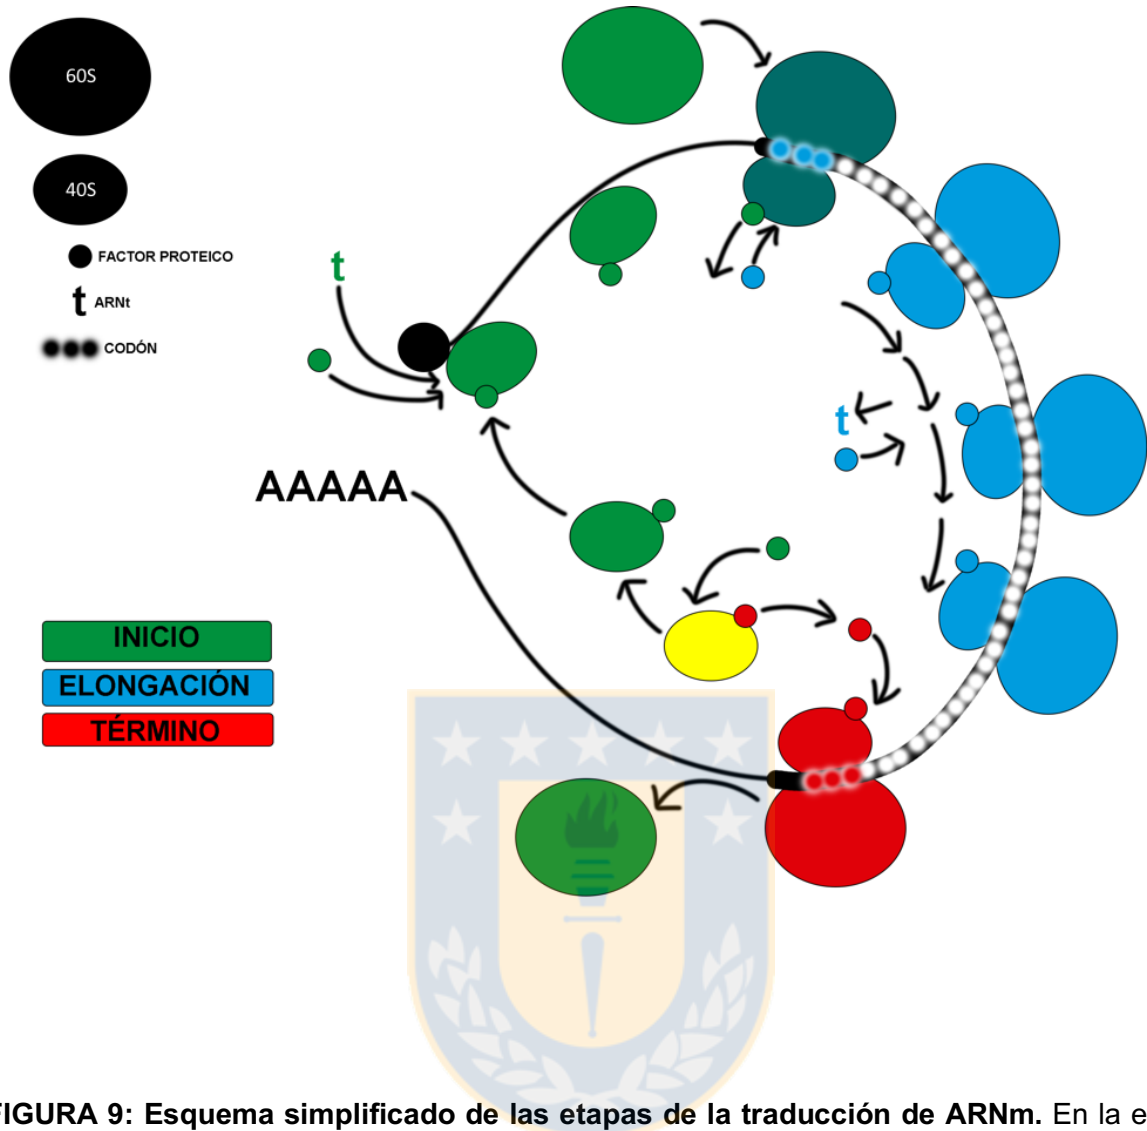 60S
40S
FACTOR PROTEICO
t ARNt
CODÓN
t
t
AAAAA
INICIO
ELONGACIÓN
TÉRMINO
FIGURA 9: Esquema simplificado de las etapas de la traducción de ARNm. En la e